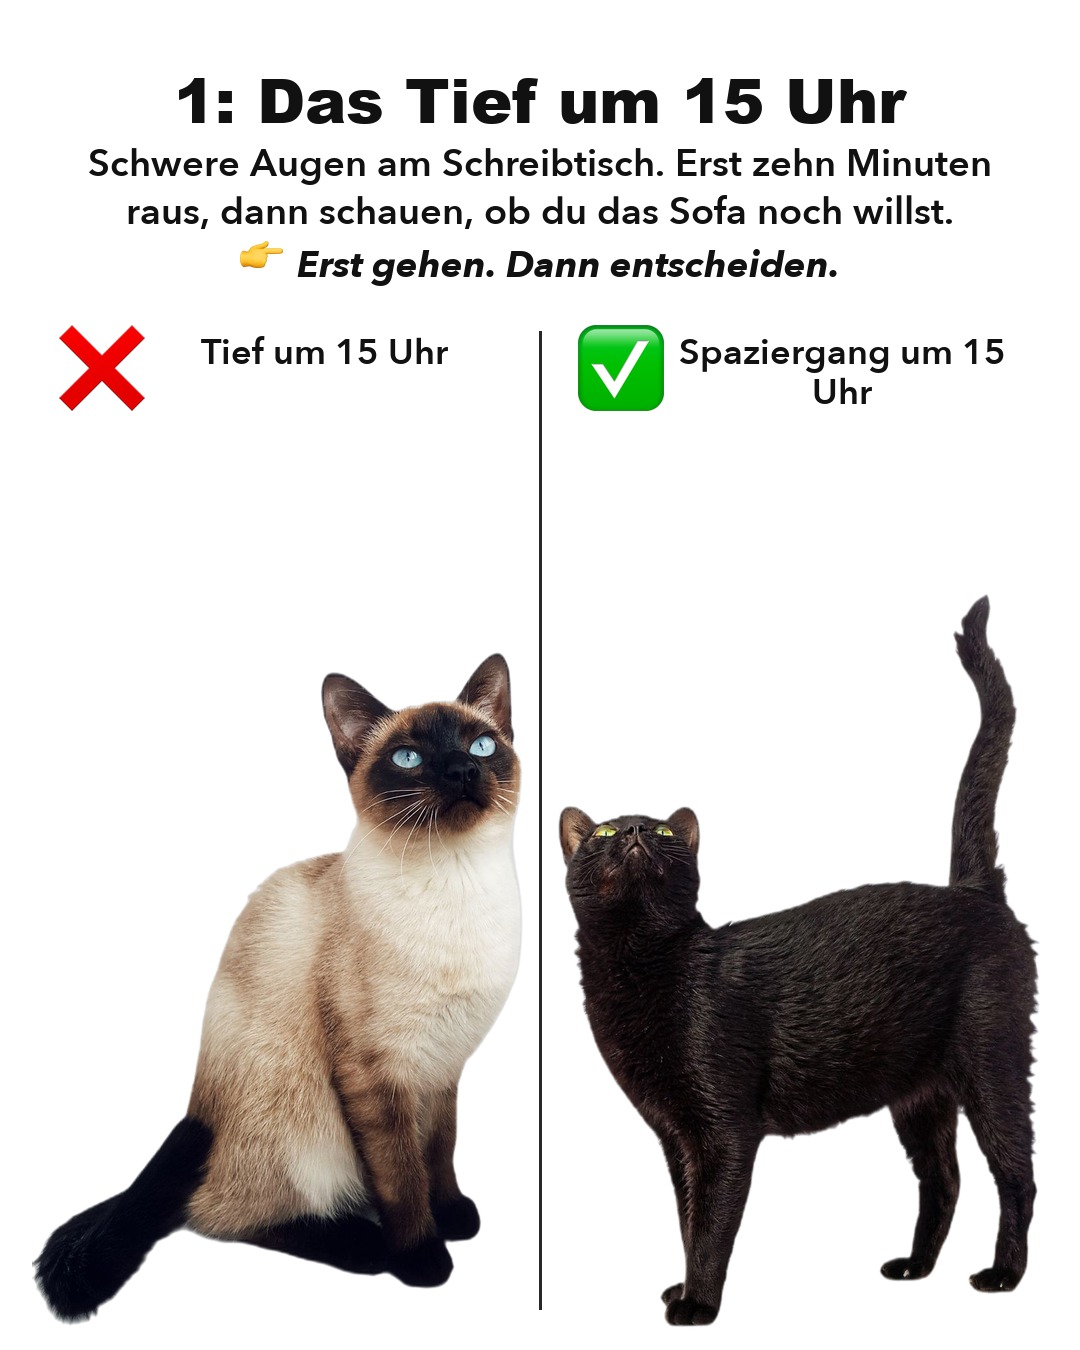 1: Das Tief um 15 Uhr
Schwere Augen am Schreibtisch. Erst zehn Minuten
raus, dann schauen, ob du das Sofa noch willst.
👉 Erst gehen. Dann entscheiden.
❌ Tief um 15 Uhr
✅ Spaziergang um 15
Uhr